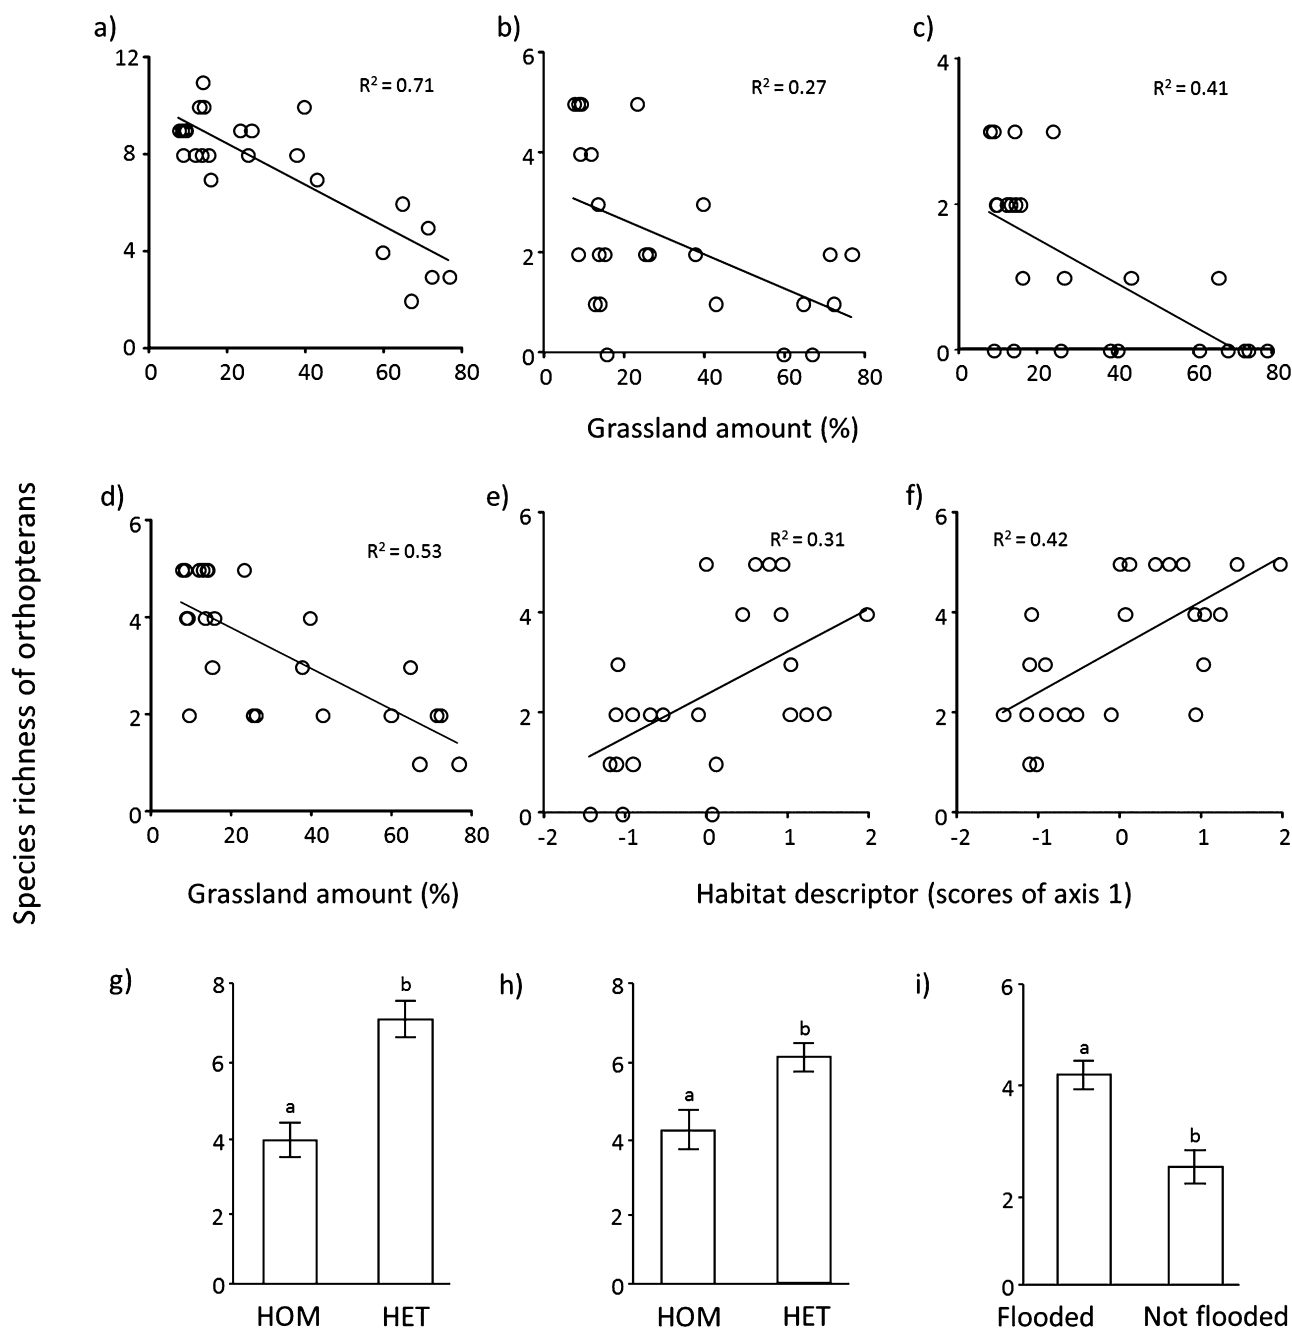 a)
12
8
4
0
R² = 0.71
0 20 40 60 80
b)
6
4
2
0
R² = 0.27
0 20 40 60 80
c)
4
2
0
R² = 0.41
0 20 40 60 80
Grassland amount (%)
Species richness of orthopterans
d)
6
4
2
0
R² = 0.53
0 20 40 60 80
Grassland amount (%)
e)
6
4
2
0
R² = 0.31
-2 -1 0 1 2
f)
6
4
2
0
R² = 0.42
-2 -1 0 1 2
Habitat descriptor (scores of axis 1)
g)
8
6
4
2
0
a
b
HOM HET
h)
8
6
4
2
0
a
b
HOM HET
i)
6
4
2
0
a
b
Flooded Not flooded